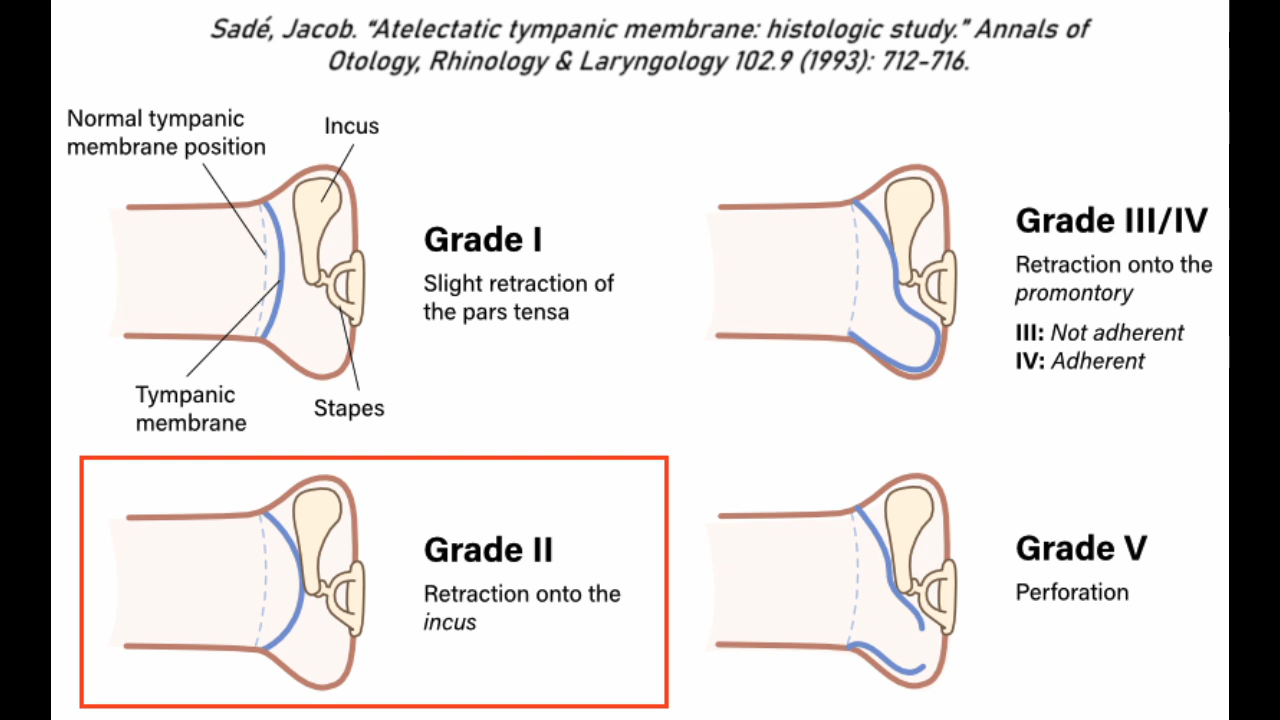 Sadé, Jacob. “Atelectatic tympanic membrane: histologic study.” Annals of
Otology, Rhinology & Laryngology 102.9 (1993): 712-716.
Normal tympanic
membrane position
Incus
Grade I
Slight retraction of
the pars tensa
Tympanic
membrane
Stapes
Grade III/IV
Retraction onto the
promontory
III: Not adherent
IV: Adherent
Grade II
Retraction onto the
incus
Grade V
Perforation